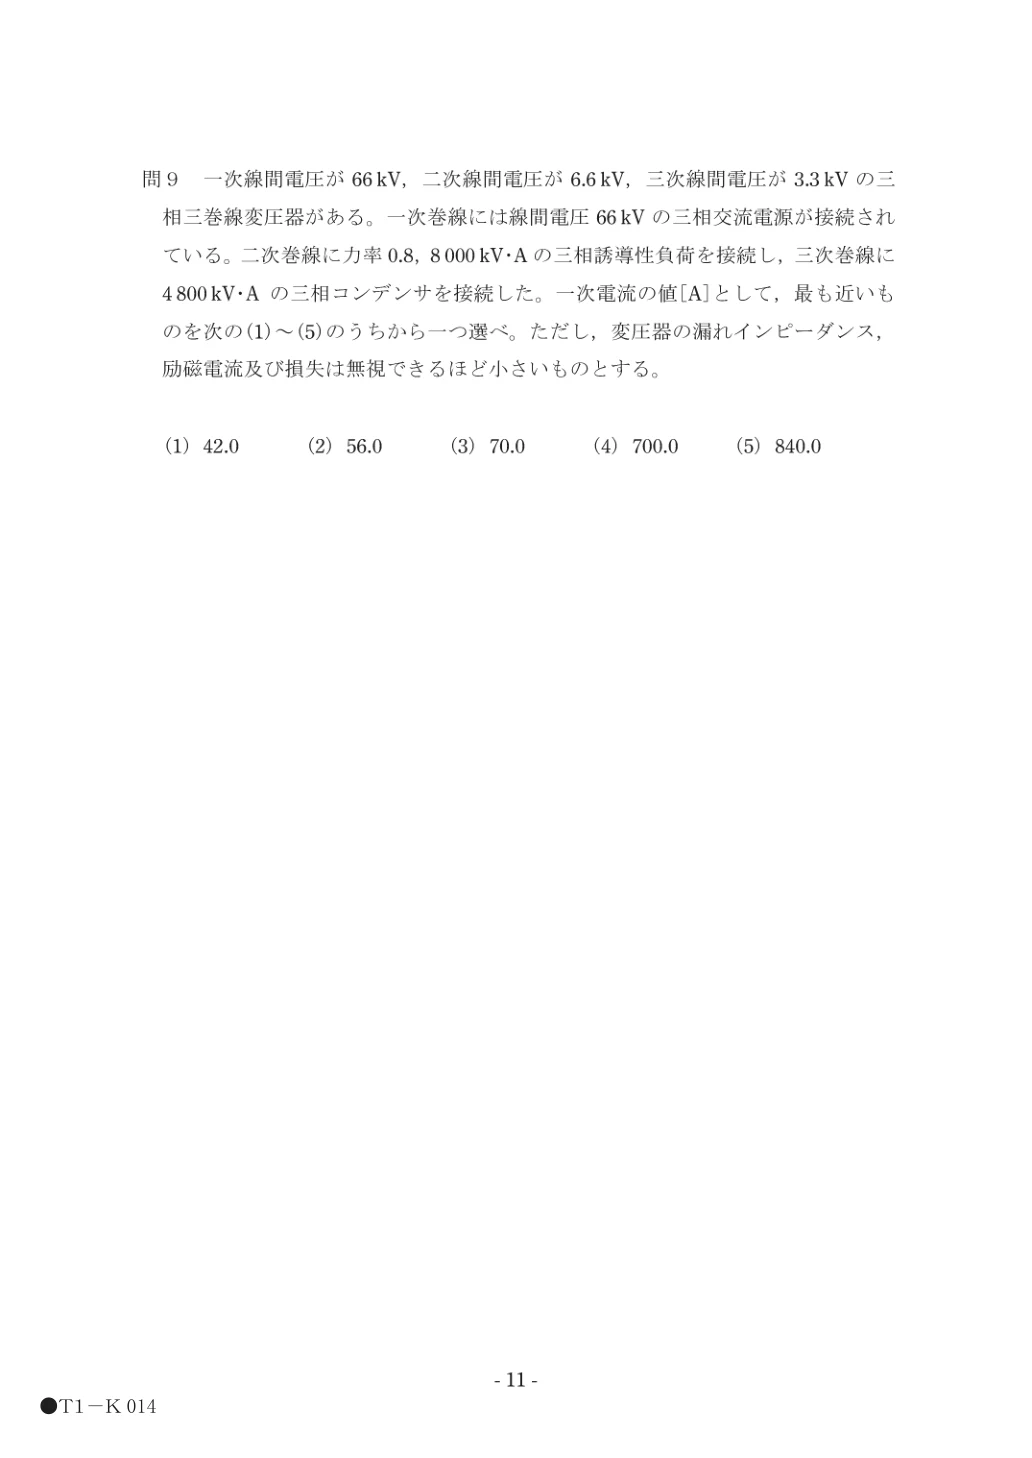 問9 一次線間電圧が 66 kV，二次線間電圧が 6.6 kV，三次線間電圧が 3.3 kV の三
相三巻線変圧器がある。一次巻線には線間電圧 66 kV の三相交流電源が接続され
ている。二次巻線に力率 0.8，8 000 kV･A の三相誘導性負荷を接続し，三次巻線に
4 800 kV･A の三相コンデンサを接続した。一次電流の値[A]として，最も近いも
のを次の(1)～(5)のうちから一つ選べ。ただし，変圧器の漏れインピーダンス，
励磁電流及び損失は無視できるほど小さいものとする。
(1) 42.0 (2) 56.0 (3) 70.0 (4) 700.0 (5) 840.0
- 11 -
●T1－K 014